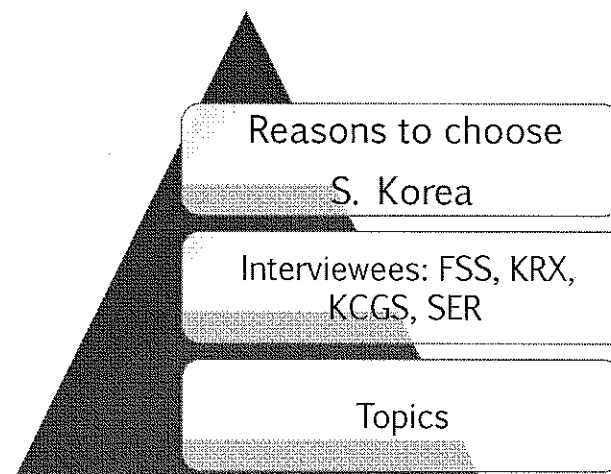 Reasons to choose
S. Korea
Interviewees: FSS, KRX,
KCGS, SER
Topics